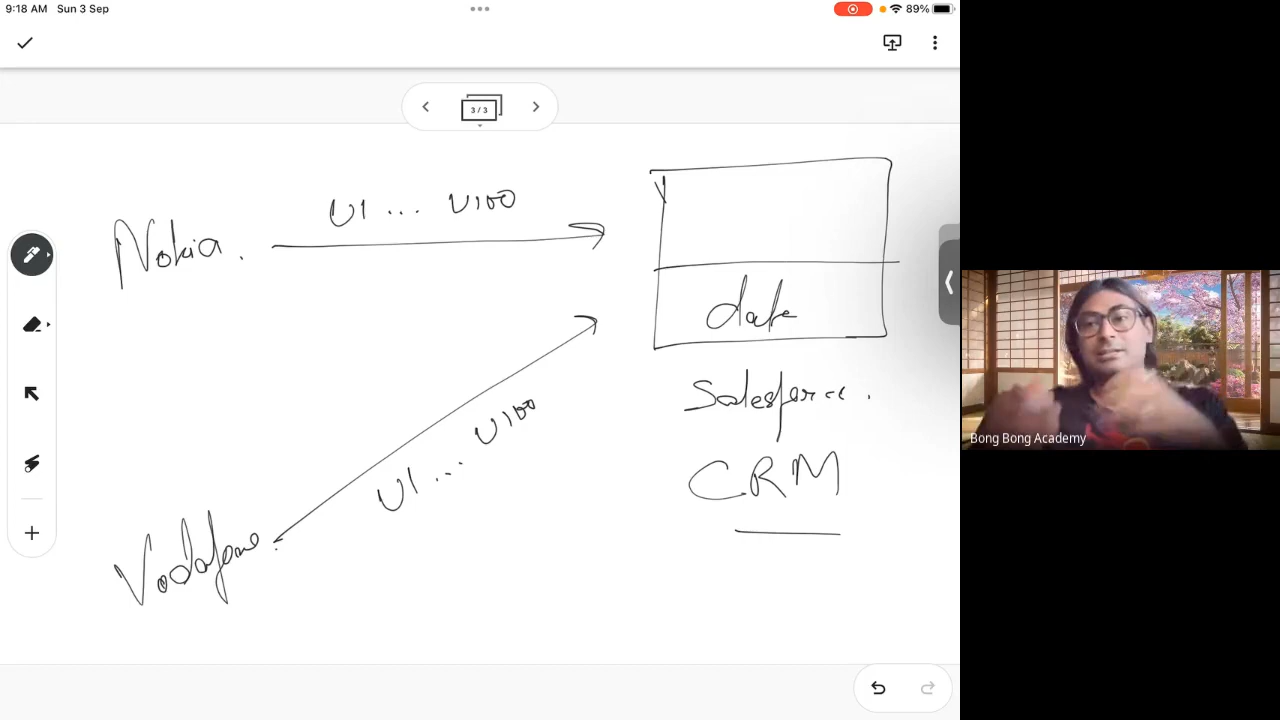 9:18 AM Sun 3 Sep
89%
3 / 3
U1 ... U100
Nokia.
data
Salesforce.
U1 ... U100
CRM
Vodafone.
Bong Bong Academy